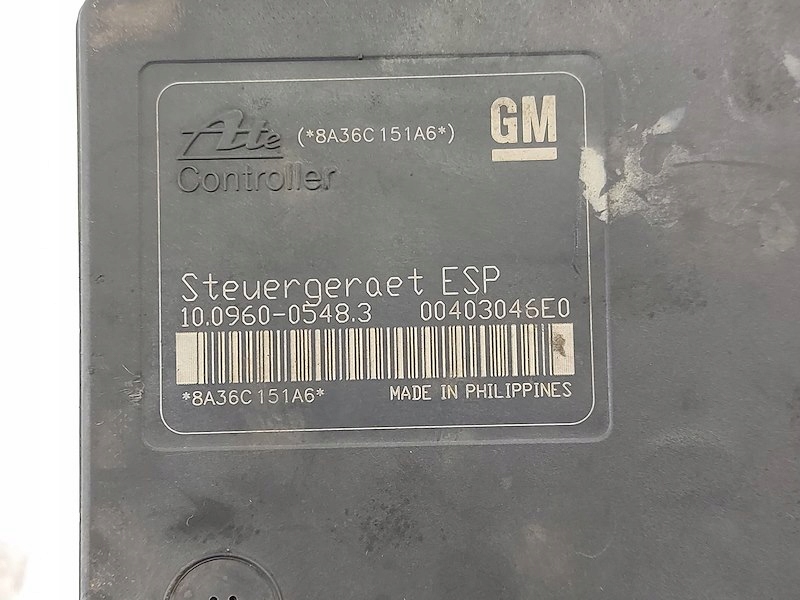 Ate (*8A36C151A6*) GM
Controller
Steuergeraet ESP
10.0960-0548.3 00403046E0
*8A36C151A6* MADE IN PHILIPPINES